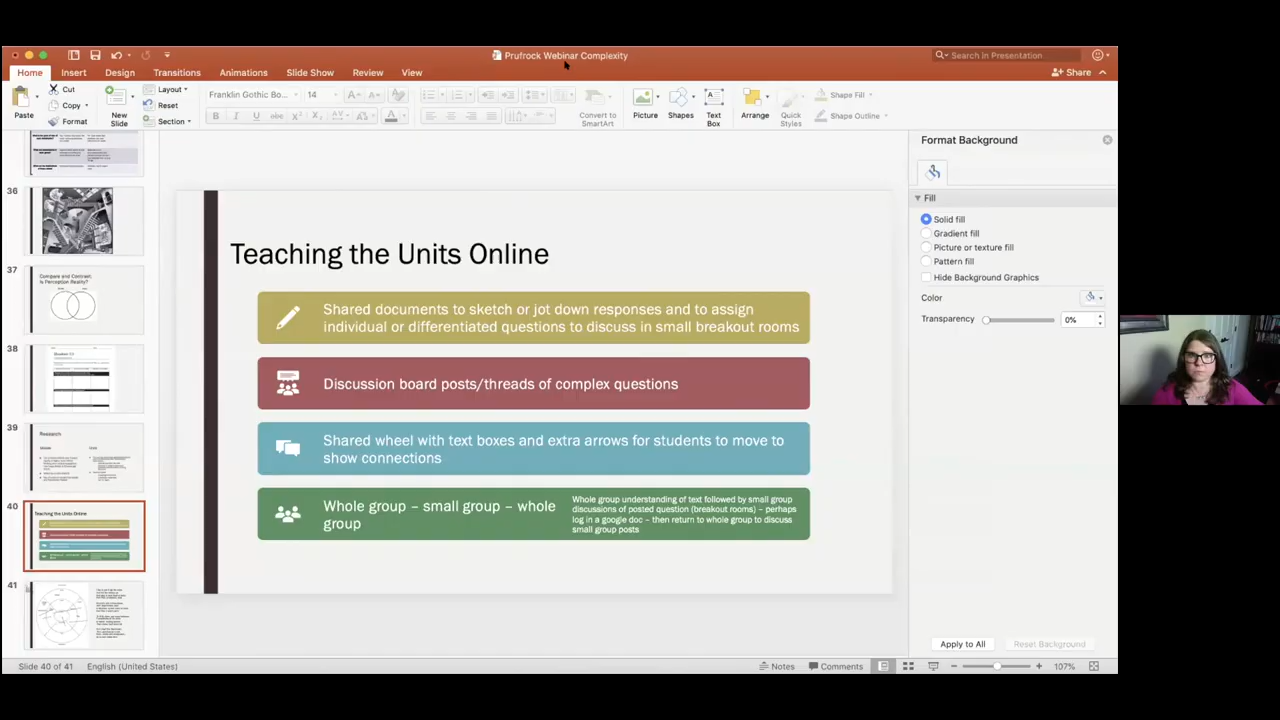 Prufrock Webinar Complexity
Search in Presentation
Home Insert Design Transitions Animations Slide Show Review View
Share
Paste
Cut
Copy
Format
New Slide
Layout
Reset
Section
Franklin Gothic Bo... 14
Convert to SmartArt
Picture
Shapes
Text Box
Arrange
Quick Styles
Shape Fill
Shape Outline
36
37
Compare and Contrast.
Is Perception Reality?
38
39
Research
40
Teaching the Units Online
41
Teaching the Units Online
Shared documents to sketch or jot down responses and to assign
individual or differentiated questions to discuss in small breakout rooms
Discussion board posts/threads of complex questions
Shared wheel with text boxes and extra arrows for students to move to
show connections
Whole group – small group – whole
group
Whole group understanding of text followed by small group
discussions of posted question (breakout rooms) – perhaps
log in a google doc – then return to whole group to discuss
small group posts
Format Background
Fill
Solid fill
Gradient fill
Picture or texture fill
Pattern fill
Hide Background Graphics
Color
Transparency 0%
Apply to All Reset Background
Slide 40 of 41 English (United States) Notes Comments 107%